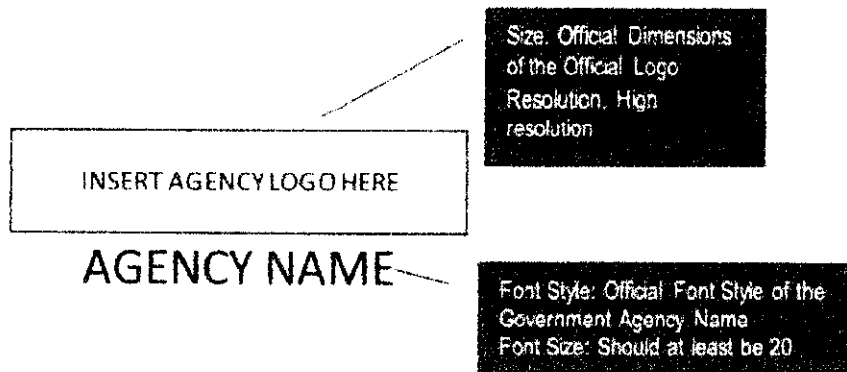 Size. Official Dimensions
of the Official Logo
Resolution. High
resolution
INSERT AGENCY LOGO HERE
AGENCY NAME
Font Style: Official Font Style of the
Government Agency Name
Font Size: Should at least be 20